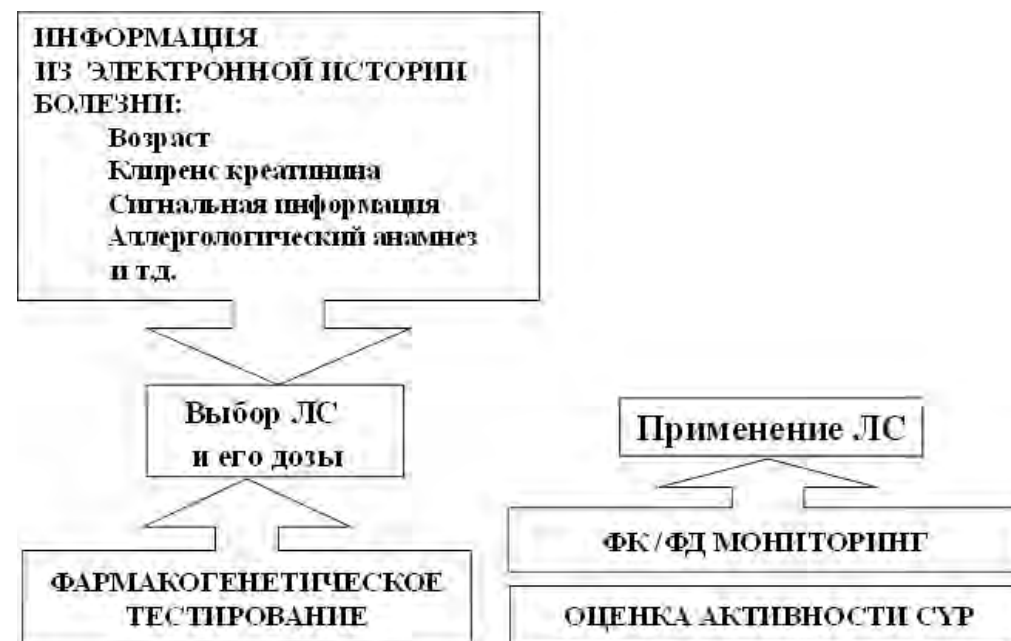 ИНФОРМАЦИЯ
ИЗ ЭЛЕКТРОННОЙ ИСТОРИИ
БОЛЕЗНИ:
Возраст
Клиренс креатинина
Сигнальная информация
Аллергологический анамнез
и т.д.
Выбор ЛС
и его дозы
ФАРМАКОГЕНЕТИЧЕСКОЕ
ТЕСТИРОВАНИЕ
Применение ЛС
ФК/ФД МОНИТОРИНГ
ОЦЕНКА АКТИВНОСТИ CYP